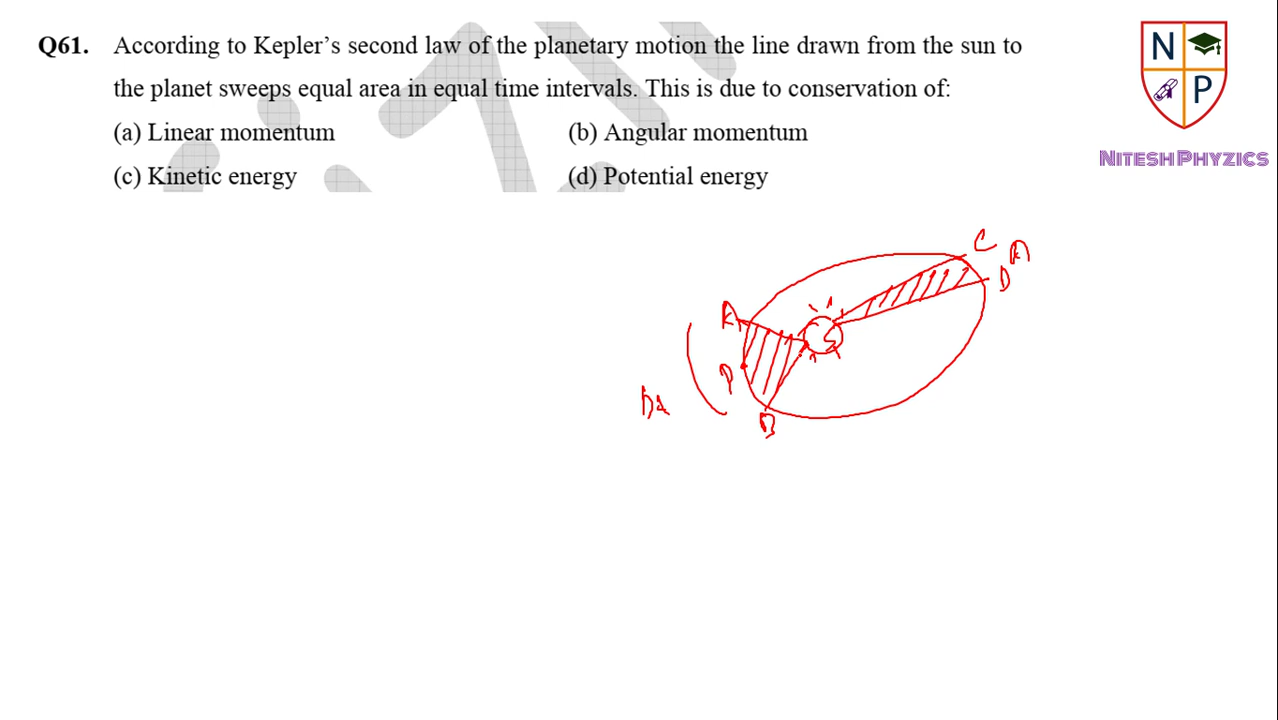 Q61. According to Kepler's second law of the planetary motion the line drawn from the sun to
the planet sweeps equal area in equal time intervals. This is due to conservation of:
(a) Linear momentum (b) Angular momentum
(c) Kinetic energy (d) Potential energy
N
P
NITESH PHYZICS
C
D
A
S
P
B